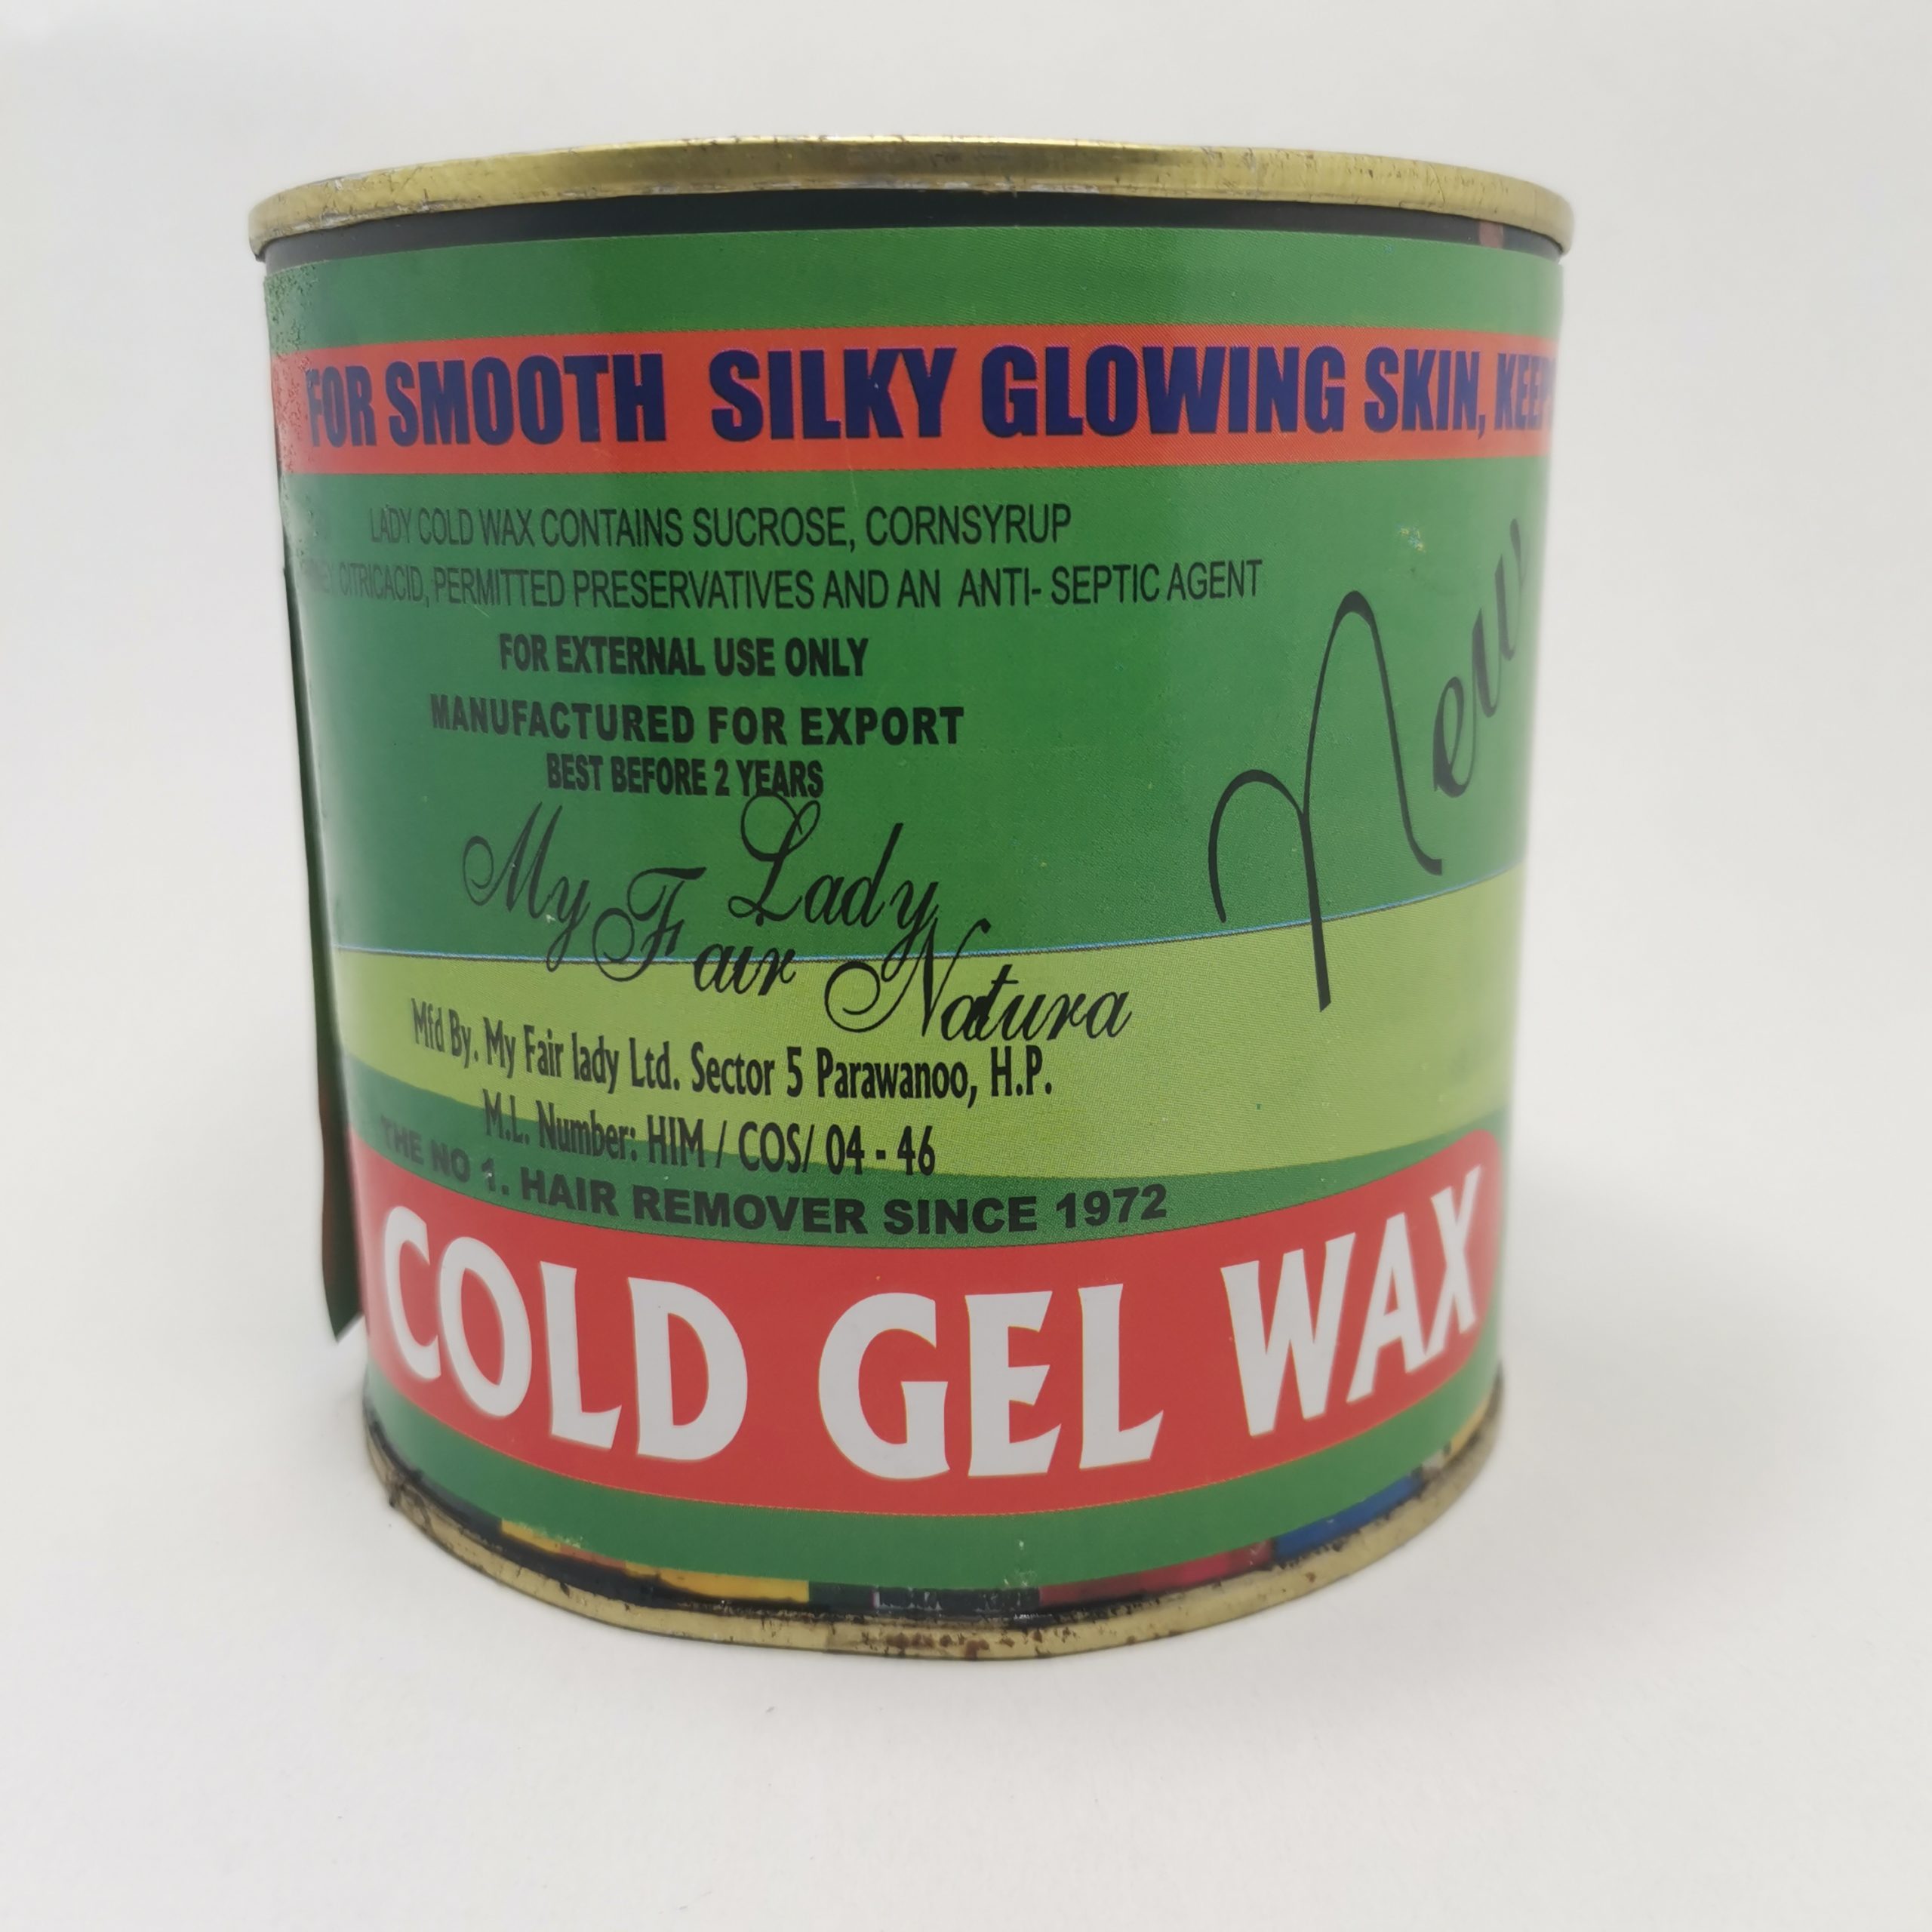 FOR SMOOTH SILKY GLOWING SKIN, KEEPS
LADY COLD WAX CONTAINS SUCROSE, CORNSYRUP
CITRICACID, PERMITTED PRESERVATIVES AND AN ANTI- SEPTIC AGENT
FOR EXTERNAL USE ONLY
MANUFACTURED FOR EXPORT
BEST BEFORE 2 YEARS
New
My Fair Lady Natura
Mfd By. My Fair lady Ltd. Sector 5 Parawanoo, H.P.
M.L. Number: HIM / COS/ 04 - 46
THE NO 1. HAIR REMOVER SINCE 1972
COLD GEL WAX